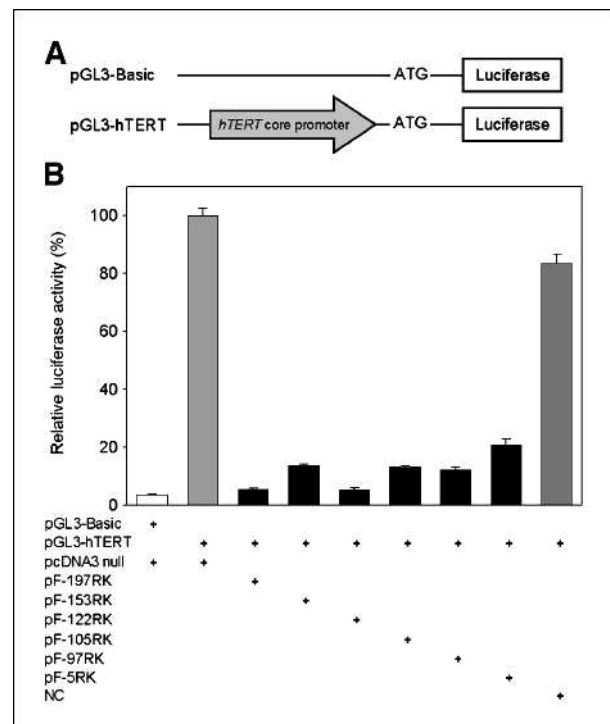 A
pGL3-Basic ATG Luciferase
pGL3-hTERT hTERT core promoter ATG Luciferase
B
Relative luciferase activity (%)
100
80
60
40
20
0
pGL3-Basic +
pGL3-hTERT + + + + + + + +
pcDNA3 null + +
pF-197RK +
pF-153RK +
pF-122RK +
pF-105RK +
pF-97RK +
pF-5RK +
NC +